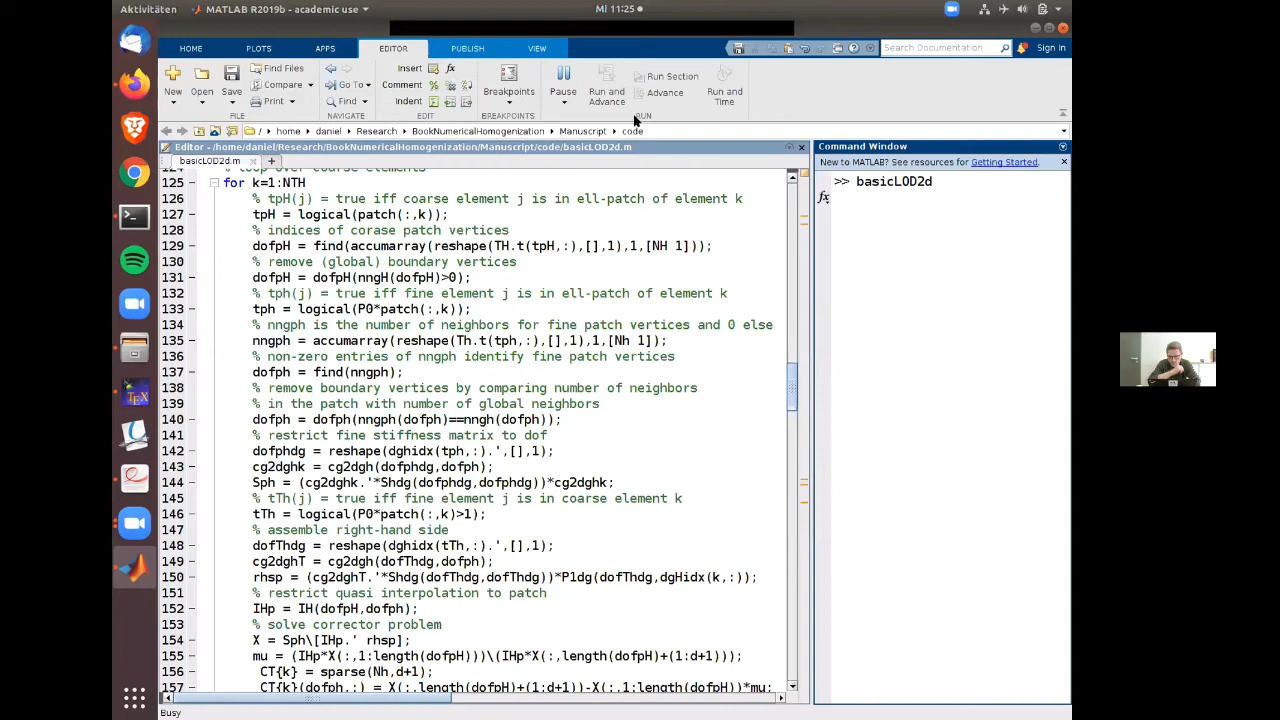 Aktivitäten
MATLAB R2019b - academic use
Mi 11:25
HOME
PLOTS
APPS
EDITOR
PUBLISH
VIEW
Search Documentation
Sign In
New
Open
Save
Find Files
Compare
Print
Go To
Find
Insert
Comment
Indent
fx
Breakpoints
Pause
Run and
Advance
Run Section
Advance
Run and
Time
FILE
NAVIGATE
EDIT
BREAKPOINTS
RUN
/ home daniel Research BookNumericalHomogenization Manuscript code
Editor - /home/daniel/Research/BookNumericalHomogenization/Manuscript/code/basicLOD2d.m
basicLOD2d.m
125 for k=1:NTH
126 % tpH(j) = true iff coarse element j is in ell-patch of element k
127 tpH = logical(patch(:,k));
128 % indices of corase patch vertices
129 dofpH = find(accumarray(reshape(TH.t(tpH,:),[],1),1,[NH 1]));
130 % remove (global) boundary vertices
131 dofpH = dofpH(nngH(dofpH)>0);
132 % tph(j) = true iff fine element j is in ell-patch of element k
133 tph = logical(P0*patch(:,k));
134 % nngph is the number of neighbors for fine patch vertices and 0 else
135 nngph = accumarray(reshape(Th.t(tph,:),[],1),1,[Nh 1]);
136 % non-zero entries of nngph identify fine patch vertices
137 dofph = find(nngph);
138 % remove boundary vertices by comparing number of neighbors
139 % in the patch with number of global neighbors
140 dofph = dofph(nngph(dofph)==nngh(dofph));
141 % restrict fine stiffness matrix to dof
142 dofphdg = reshape(dghidx(tph,:).',[],1);
143 cg2dghk = cg2dgh(dofphdg,dofph);
144 Sph = (cg2dghk.'*Shdg(dofphdg,dofphdg))*cg2dghk;
145 % tTh(j) = true iff fine element j is in coarse element k
146 tTh = logical(P0*patch(:,k)>1);
147 % assemble right-hand side
148 dofThdg = reshape(dghidx(tTh,:).',[],1);
149 cg2dghT = cg2dgh(dofThdg,dofph);
150 rhsp = (cg2dghT.'*Shdg(dofThdg,dofThdg))*P1dg(dofThdg,dgHidx(k,:));
151 % restrict quasi interpolation to patch
152 IHp = IH(dofpH,dofph);
153 % solve corrector problem
154 X = Sph\[IHp.' rhsp];
155 mu = (IHp*X(:,1:length(dofpH)))\(IHp*X(:,length(dofpH)+(1:d+1)));
156 CT{k} = sparse(Nh,d+1);
157 CT{k}(dofph,:) = X(:,length(dofpH)+(1:d+1))-X(:,1:length(dofpH))*mu;
Command Window
New to MATLAB? See resources for Getting Started.
>> basicLOD2d
fx
Busy